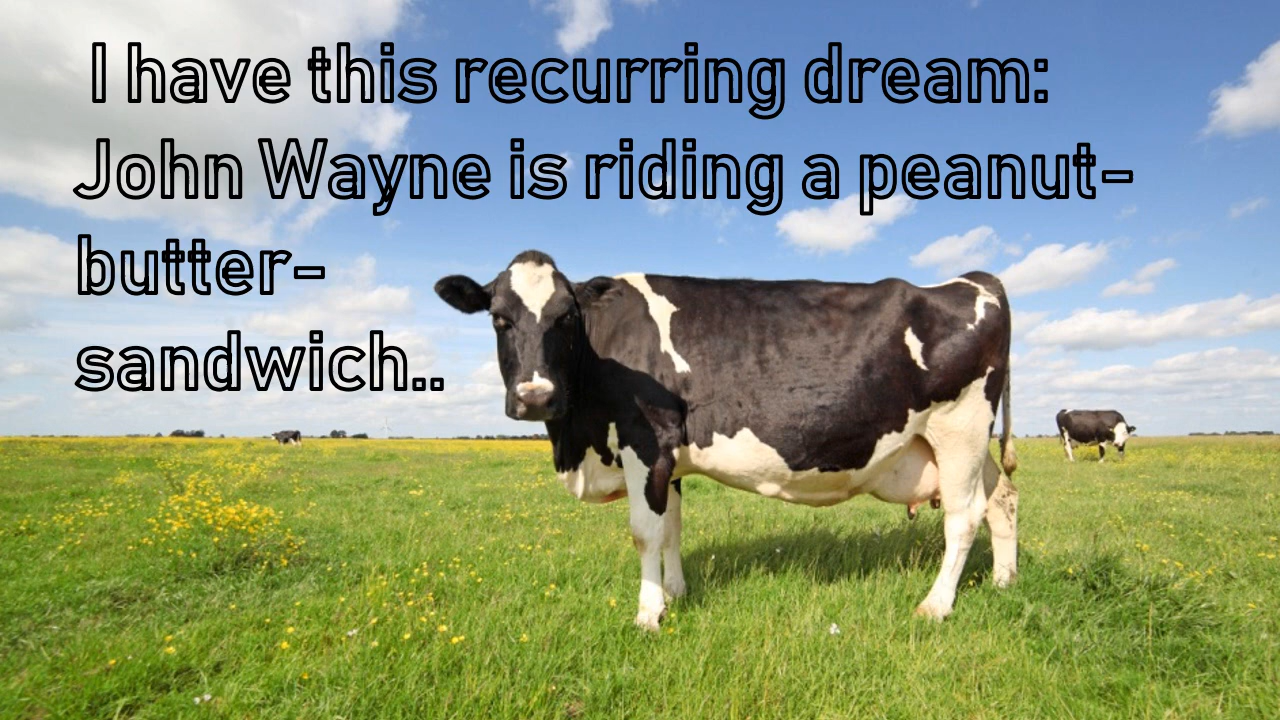 I have this recurring dream:
John Wayne is riding a peanut-
butter-
sandwich..